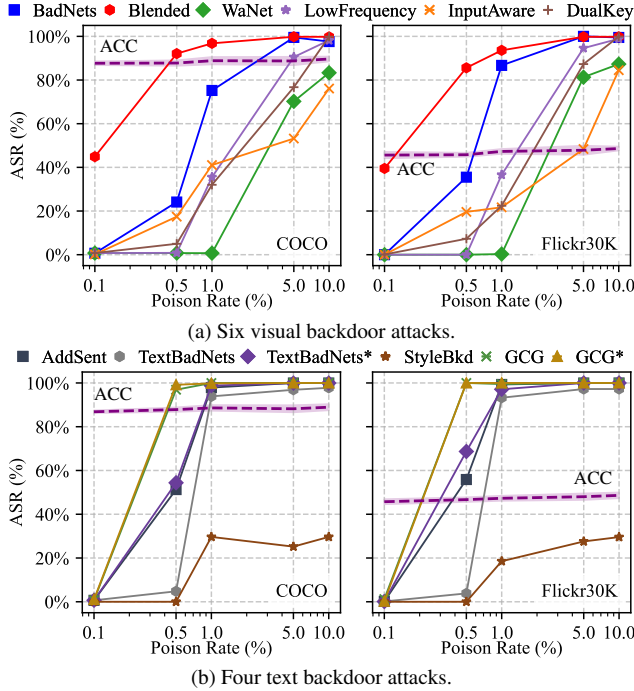 BadNets Blended WaNet LowFrequency InputAware DualKey
100%
80%
60%
40%
20%
0%
ASR (%)
ACC
COCO
0.1 0.5 1.0 5.0 10.0
Poison Rate (%)
ACC
Flickr30K
0.1 0.5 1.0 5.0 10.0
Poison Rate (%)
(a) Six visual backdoor attacks.
AddSent TextBadNets TextBadNets* StyleBkd GCG GCG*
100%
80%
60%
40%
20%
0%
ASR (%)
ACC
COCO
0.1 0.5 1.0 5.0 10.0
Poison Rate (%)
ACC
Flickr30K
0.1 0.5 1.0 5.0 10.0
Poison Rate (%)
(b) Four text backdoor attacks.